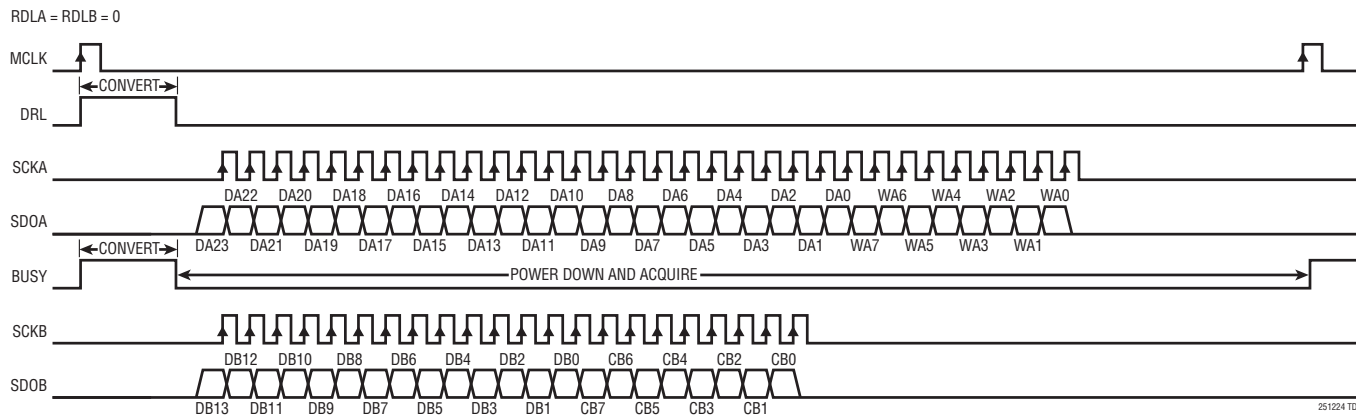 RDLA = RDLB = 0
MCLK
CONVERT
DRL
SCKA
DA22 DA20 DA18 DA16 DA14 DA12 DA10 DA8 DA6 DA4 DA2 DA0 WA6 WA4 WA2 WA0
SDOA
DA23 DA21 DA19 DA17 DA15 DA13 DA11 DA9 DA7 DA5 DA3 DA1 WA7 WA5 WA3 WA1
CONVERT
BUSY
POWER DOWN AND ACQUIRE
SCKB
DB12 DB10 DB8 DB6 DB4 DB2 DB0 CB6 CB4 CB2 CB0
SDOB
DB13 DB11 DB9 DB7 DB5 DB3 DB1 CB7 CB5 CB3 CB1
251224 TD